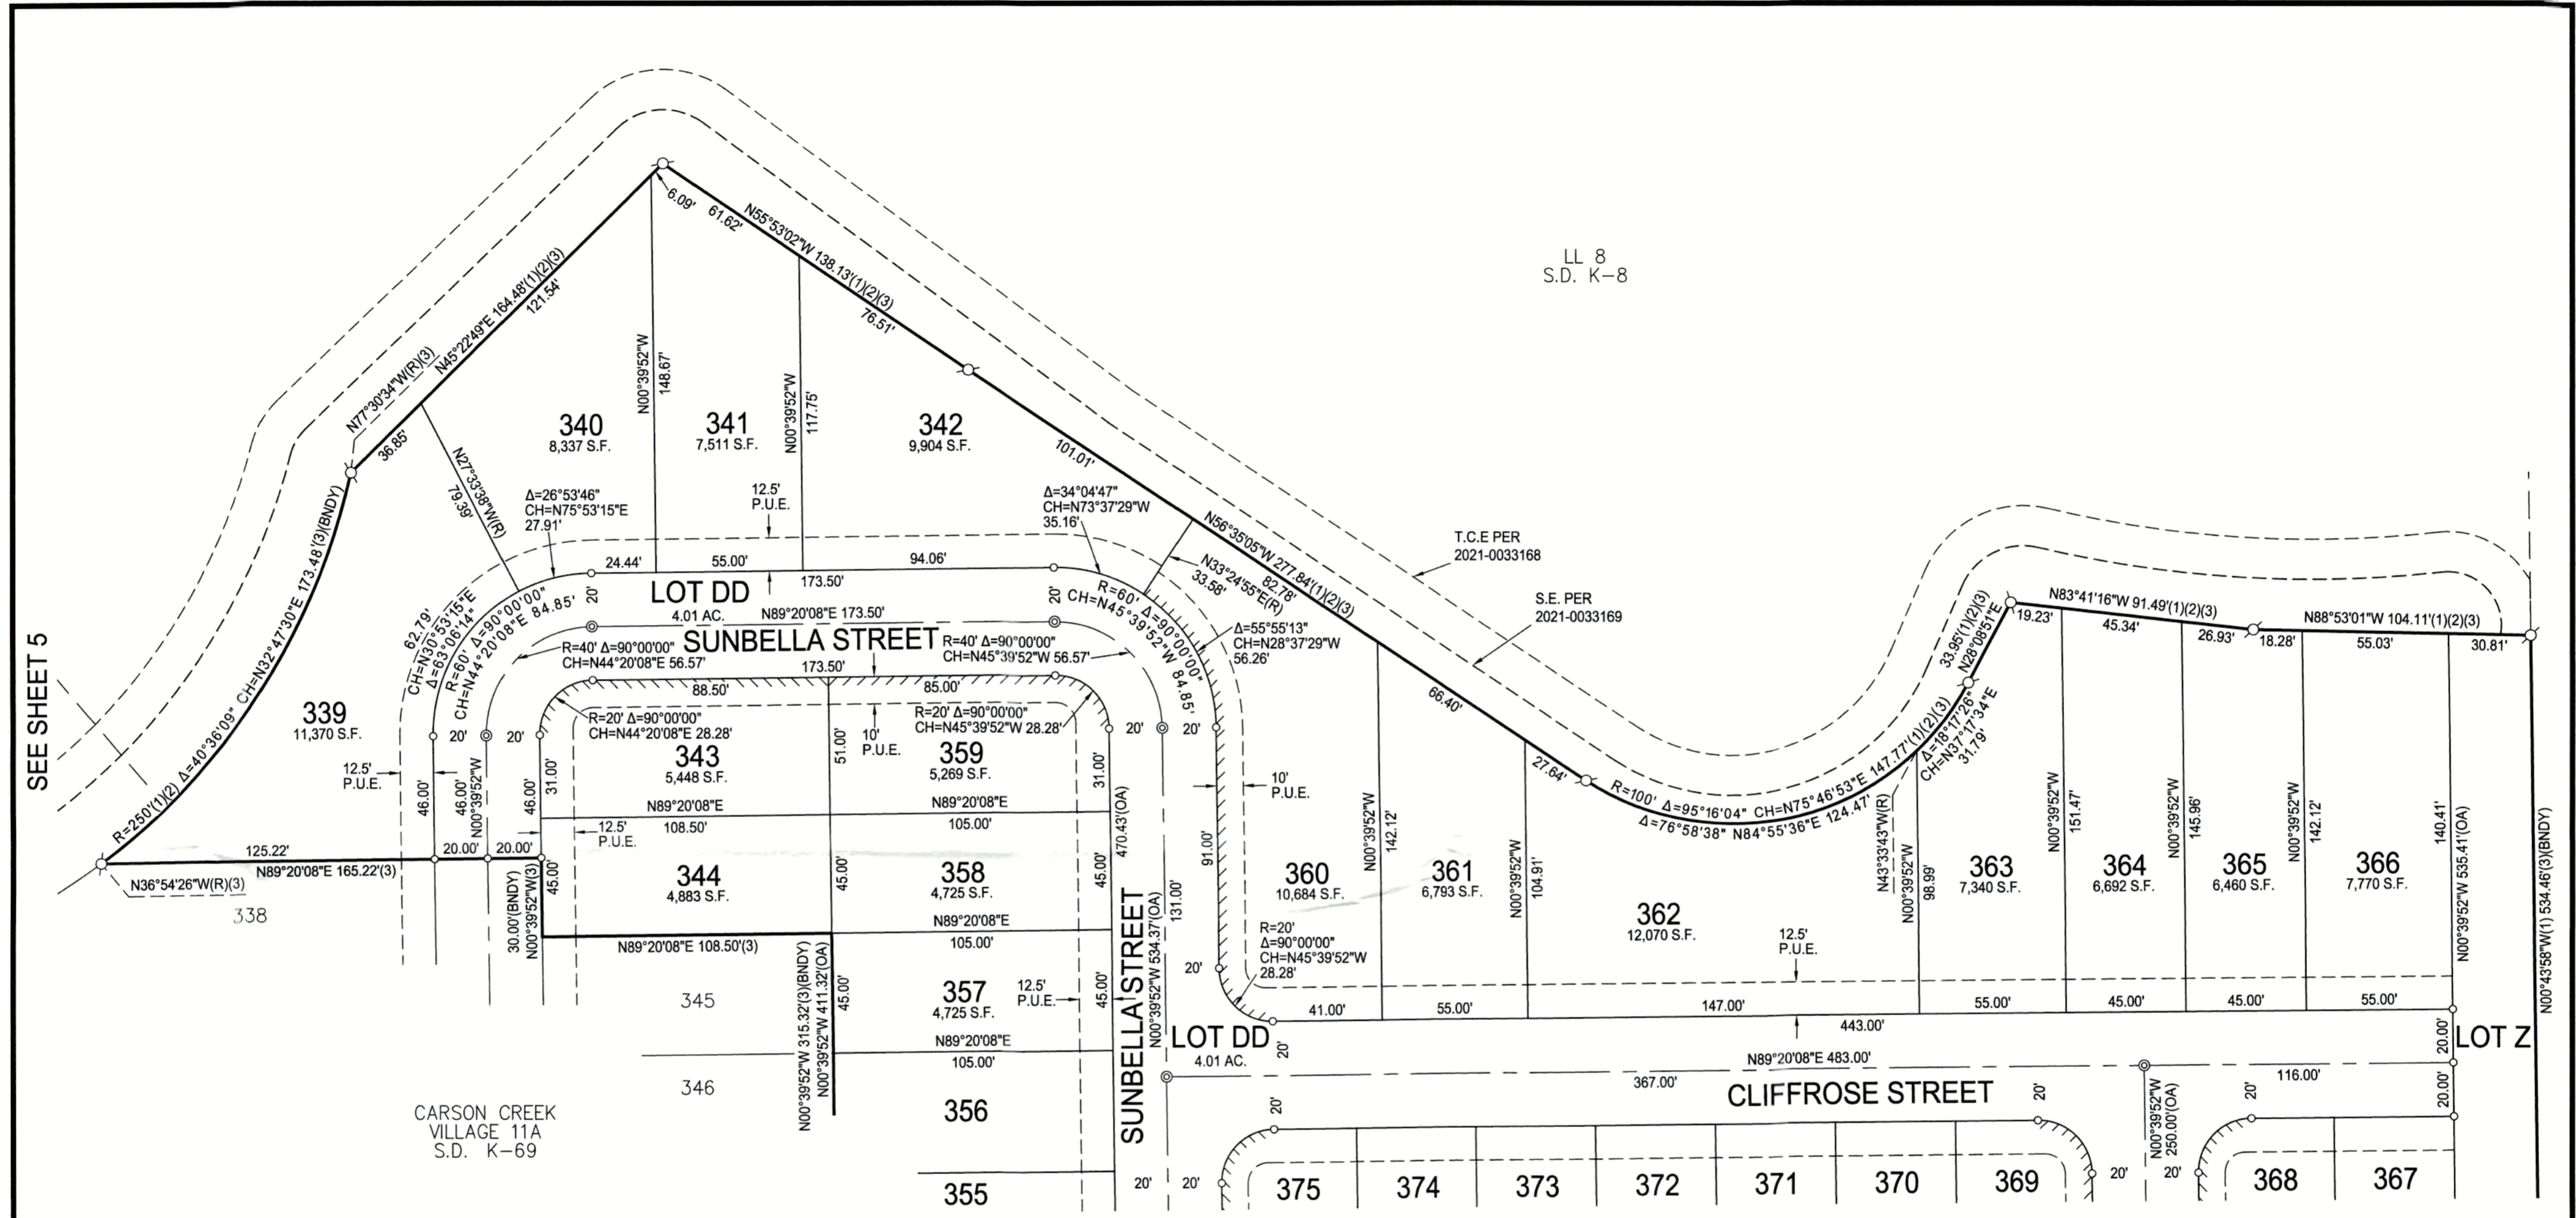 LL 8
S.D. K-8
SEE SHEET 5
N77°30'34"W(R)(3)
N45°22'49"E 164.48'(1)(2)(3)
121.54'
36.85'
6.09'
61.62'
N55°53'02"W 138.13'(1)(2)(3)
76.51'
N00°39'52"W
148.67'
N00°39'52"W
117.75'
340
8,337 S.F.
341
7,511 S.F.
342
9,904 S.F.
N27°33'38"W(R)
79.39'
Δ=26°53'46"
CH=N75°53'15"E
27.91'
12.5'
P.U.E.
Δ=34°04'47"
CH=N73°37'29"W
35.16'
101.01'
N56°35'05"W 277.84'(1)(2)(3)
82.78'
N33°24'55"E(R)
33.58'
T.C.E PER
2021-0033168
S.E. PER
2021-0033169
24.44'
55.00'
94.06'
173.50'
LOT DD
4.01 AC.
N89°20'08"E 173.50'
SUNBELLA STREET
20'
20'
R=40' Δ=90°00'00"
CH=N44°20'08"E 56.57'
R=40' Δ=90°00'00"
CH=N45°39'52"W 56.57'
173.50'
88.50'
85.00'
R=60' Δ=90°00'00"
CH=N45°39'52"W 84.85'
Δ=55°55'13"
CH=N28°37'29"W
56.26'
62.79'
CH=N30°53'15"E
Δ=63°06'14"
R=60' Δ=90°00'00"
CH=N44°20'08"E 84.85'
R=250'(1)(2) Δ=40°36'09" CH=N32°47'30"E 173.48'(3)(BNDY)
339
11,370 S.F.
12.5'
P.U.E.
20'
20'
46.00'
46.00'
N00°39'52"W
46.00'
31.00'
R=20' Δ=90°00'00"
CH=N44°20'08"E 28.28'
R=20' Δ=90°00'00"
CH=N45°39'52"W 28.28'
343
5,448 S.F.
51.00'
10'
P.U.E.
359
5,269 S.F.
31.00'
20'
20'
10'
P.U.E.
N89°20'08"E
108.50'
N89°20'08"E
105.00'
12.5'
P.U.E.
470.43'(OA)
91.00'
125.22'
20.00'
20.00'
N89°20'08"E 165.22'(3)
N36°54'26"W(R)(3)
338
30.00'(BNDY)
N00°39'52"W(3)
45.00'
344
4,883 S.F.
45.00'
358
4,725 S.F.
45.00'
N89°20'08"E 108.50'(3)
N89°20'08"E
105.00'
N00°39'52"W 315.32'(3)(BNDY)
N00°39'52"W 411.32'(OA)
45.00'
357
4,725 S.F.
12.5'
P.U.E.
45.00'
N89°20'08"E
105.00'
345
346
356
355
CARSON CREEK
VILLAGE 11A
S.D. K-69
SUNBELLA STREET
N00°39'52"W 534.37'(OA)
131.00'
20'
20'
20'
R=20'
Δ=90°00'00"
CH=N45°39'52"W
28.28'
360
10,684 S.F.
66.40'
27.64'
N00°39'52"W
142.12'
361
6,793 S.F.
N00°39'52"W
104.91'
R=100' Δ=95°16'04" CH=N75°46'53"E 147.77'(1)(2)(3)
Δ=76°58'38" N84°55'36"E 124.47'
362
12,070 S.F.
12.5'
P.U.E.
N43°33'43"W(R)
N00°39'52"W
98.99'
33.95'(1)(2)(3)
N28°08'51"E
Δ=18°17'26"
CH=N37°17'34"E
31.79'
363
7,340 S.F.
N00°39'52"W
151.47'
N83°41'16"W 91.49'(1)(2)(3)
19.23'
45.34'
26.93'
364
6,692 S.F.
N00°39'52"W
145.96'
365
6,460 S.F.
N88°53'01"W 104.11'(1)(2)(3)
18.28'
55.03'
30.81'
N00°39'52"W
142.12'
366
7,770 S.F.
140.41'
N00°39'52"W 535.41'(OA)
N00°43'58"W(1) 534.46'(3)(BNDY)
41.00'
55.00'
147.00'
55.00'
45.00'
45.00'
55.00'
443.00'
LOT DD
4.01 AC.
20'
N89°20'08"E 483.00'
367.00'
116.00'
CLIFFROSE STREET
LOT Z
20.00'
20.00'
20'
20'
20'
N00°39'52"W
250.00'(OA)
20'
20'
375
374
373
372
371
370
369
368
367